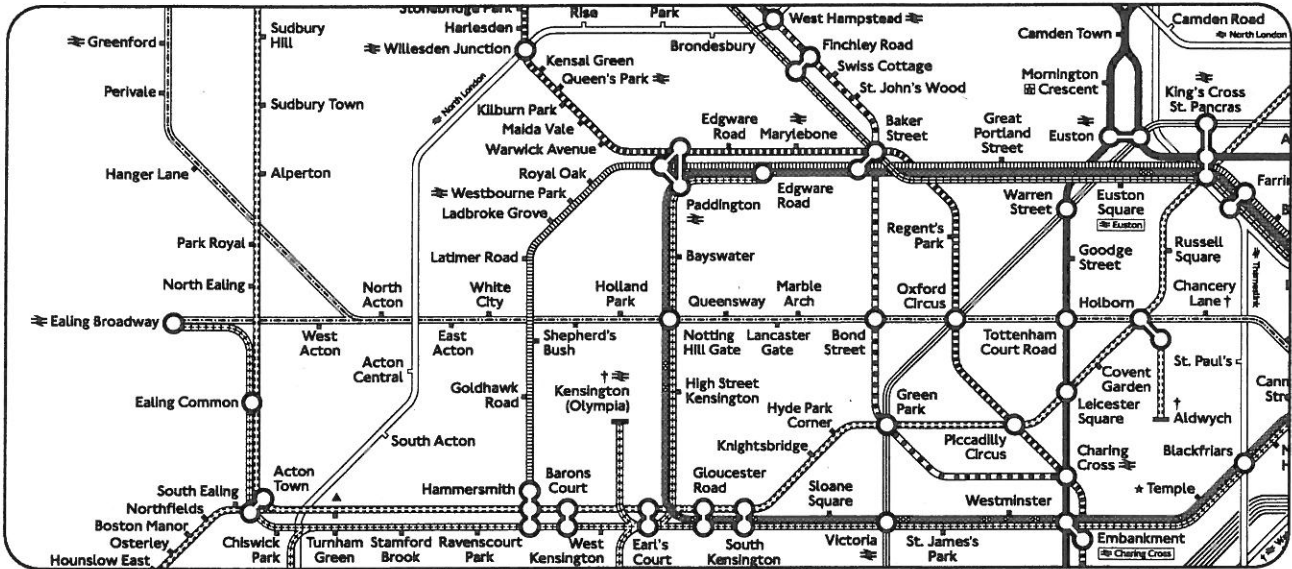 Stonebridge Park
Harlesden
Willesden Junction
Rise
Park
Brondesbury
West Hampstead
Finchley Road
Swiss Cottage
St. John's Wood
Camden Town
Camden Road
North London
Mornington
Crescent
King's Cross
St. Pancras
Euston
Greenford
Perivale
Hanger Lane
Sudbury
Hill
Sudbury Town
Alperton
Park Royal
North Ealing
North London
Kensal Green
Queen's Park
Kilburn Park
Maida Vale
Warwick Avenue
Royal Oak
Westbourne Park
Ladbroke Grove
Latimer Road
Edgware
Road
Marylebone
Baker
Street
Great
Portland
Street
Paddington
Edgware
Road
Bayswater
Warren
Street
Euston
Square
Euston
Farri
Regent's
Park
Goodge
Street
Russell
Square
Thameslink
Ealing Broadway
West
Acton
North
Acton
East
Acton
White
City
Shepherd's
Bush
Holland
Park
Notting
Hill Gate
Queensway
Lancaster
Gate
Marble
Arch
Bond
Street
Oxford
Circus
Tottenham
Court Road
Holborn
Chancery
Lane †
St. Paul's
Acton
Central
South Acton
Goldhawk
Road
†
Kensington
(Olympia)
High Street
Kensington
Hyde Park
Corner
Knightsbridge
Green
Park
Piccadilly
Circus
Covent
Garden
Leicester
Square
†
Aldwych
Cann
Charing
Cross
Blackfriars
Temple
Ealing Common
Acton
Town
South Ealing
Northfields
Boston Manor
Osterley
Hounslow East
Chiswick
Park
Turnham
Green
Stamford
Brook
Ravenscourt
Park
Hammersmith
Barons
Court
West
Kensington
Earl's
Court
Gloucester
Road
South
Kensington
Sloane
Square
Victoria
St. James's
Park
Westminster
Embankment
Charing Cross